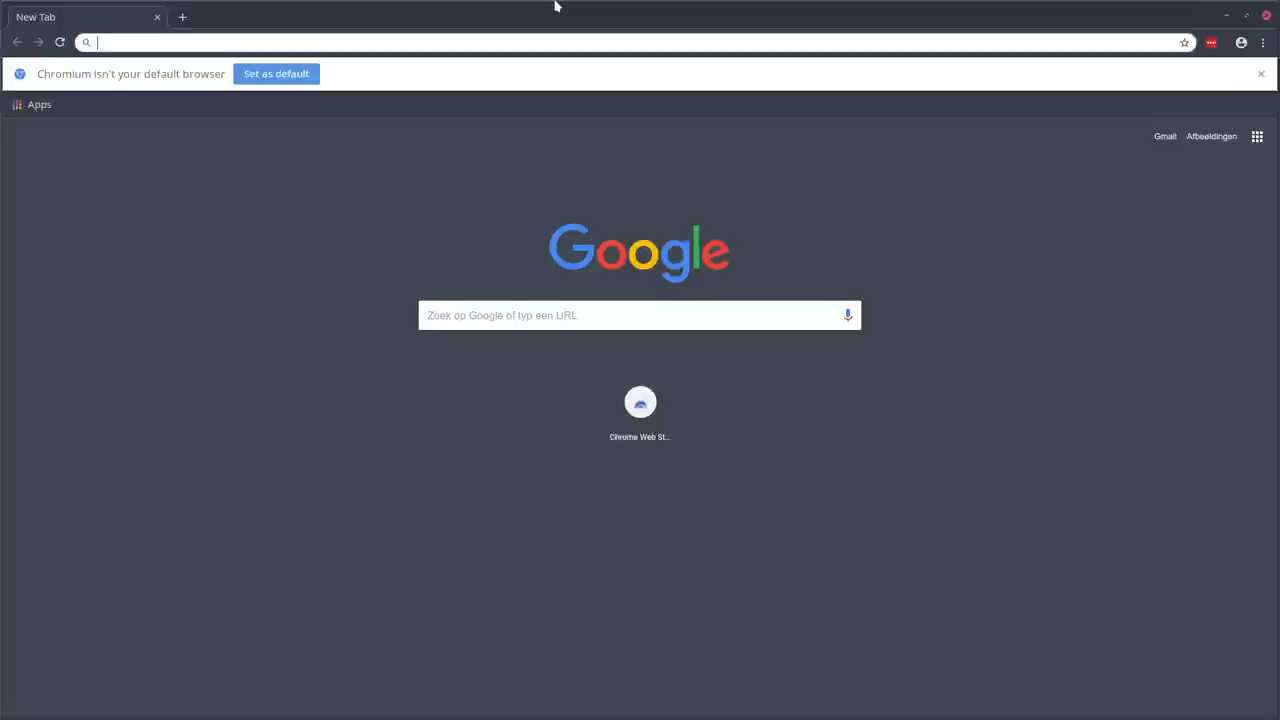 New Tab
Chromium isn't your default browser
Set as default
Apps
Gmail
Afbeeldingen
Google
Zoek op Google of typ een URL
Chrome Web St...